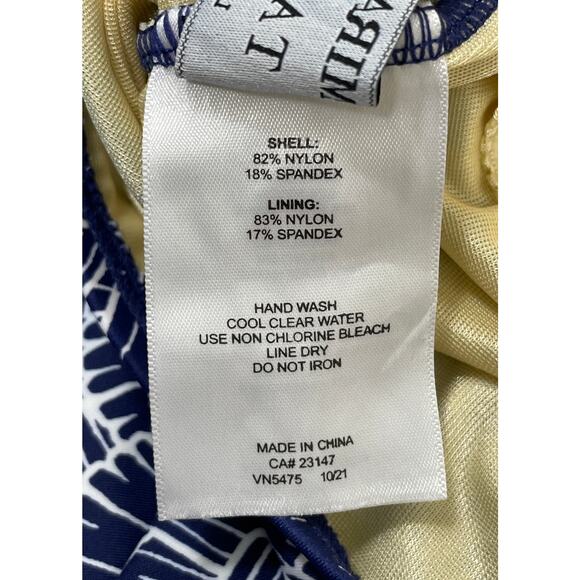 SHELL:
82% NYLON
18% SPANDEX
LINING:
83% NYLON
17% SPANDEX
HAND WASH
COOL CLEAR WATER
USE NON CHLORINE BLEACH
LINE DRY
DO NOT IRON
MADE IN CHINA
CA# 23147
VN5475 10/21